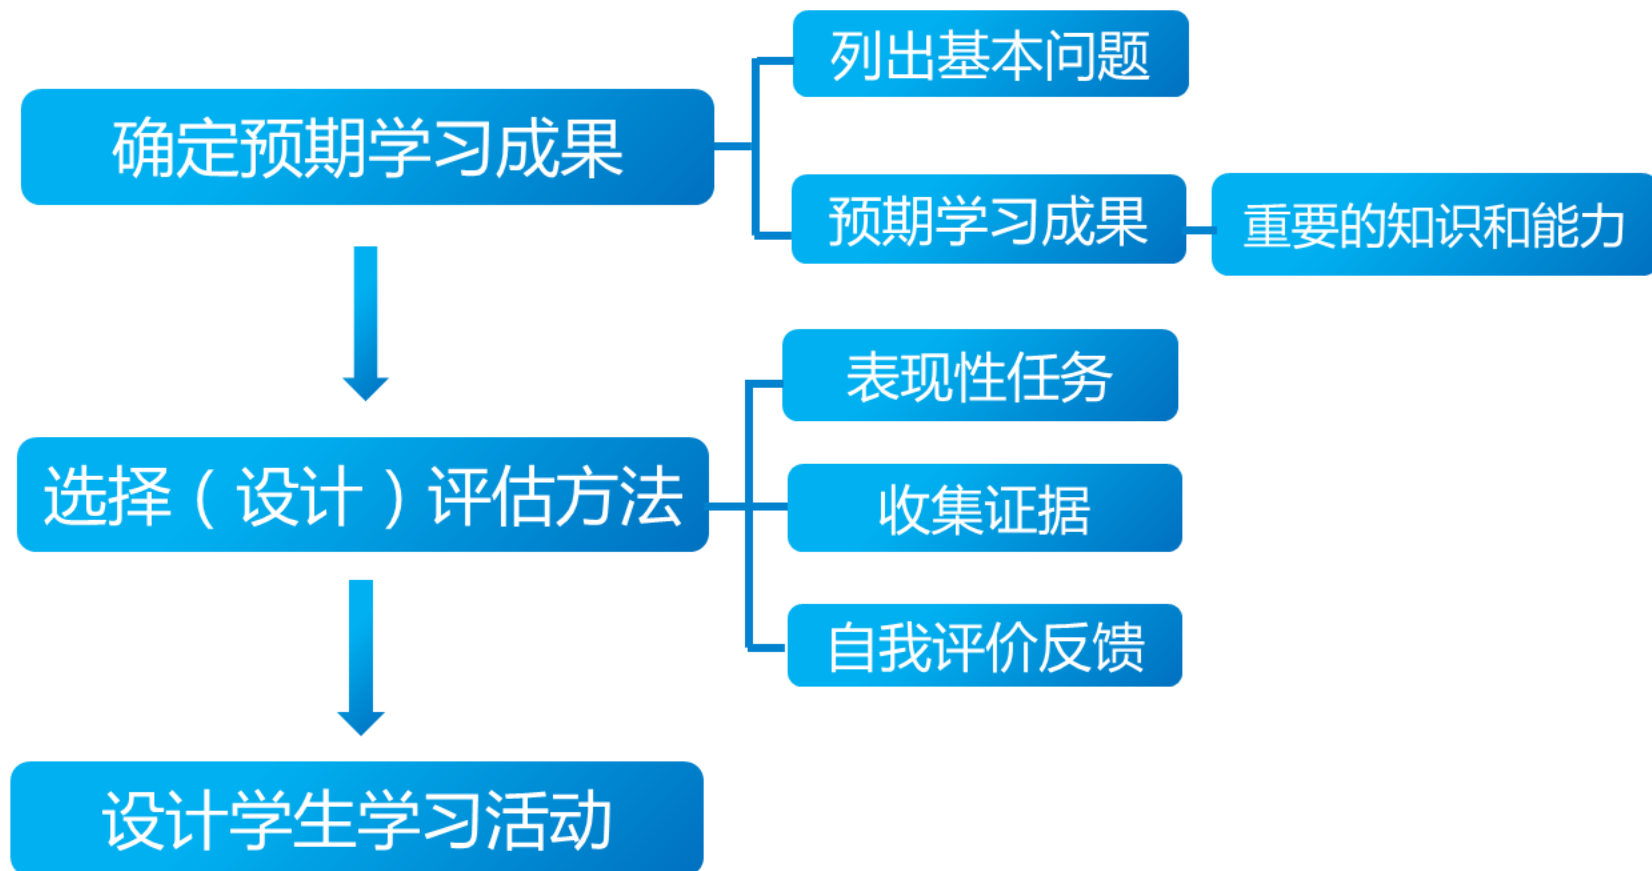 列出基本问题
确定预期学习成果
预期学习成果
重要的知识和能力
表现性任务
选择（设计）评估方法
收集证据
自我评价反馈
设计学生学习活动